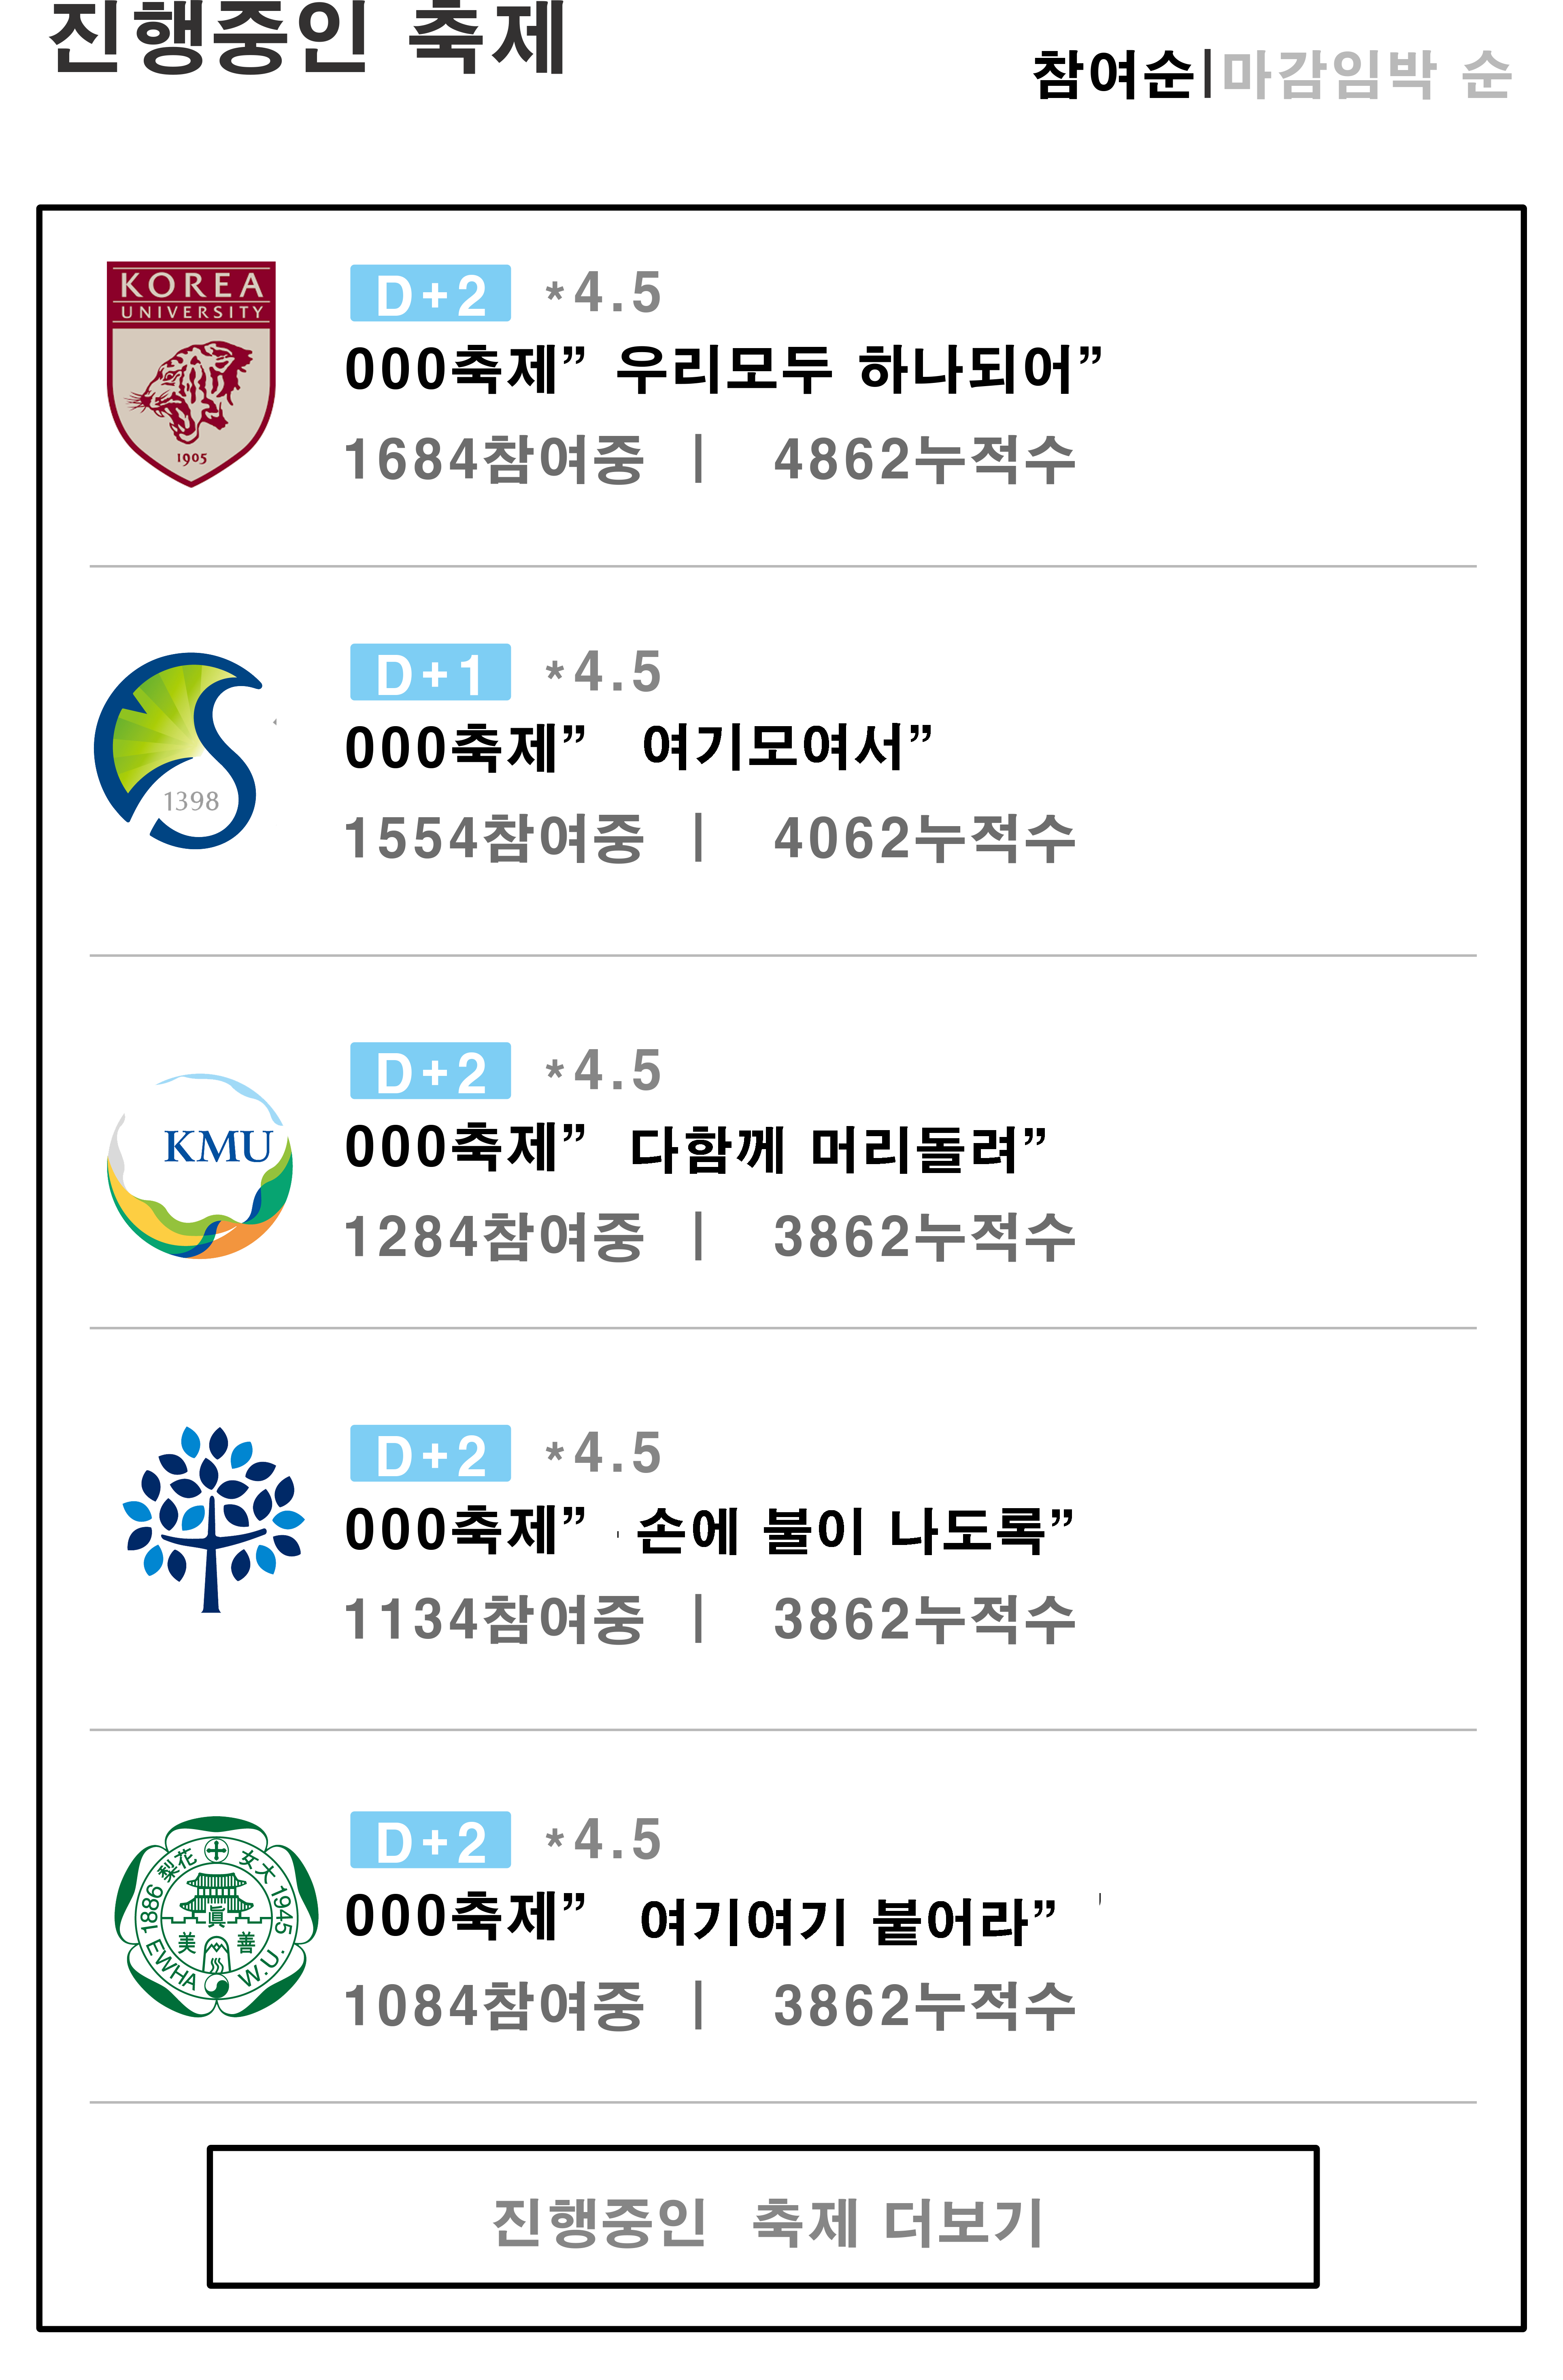 진행중인 축제
참여순|마감임박 순
KOREA
UNIVERSITY
1905
D+2 *4.5
000축제” 우리모두 하나되어”
1684참여중 | 4862누적수
1398
D+1 *4.5
000축제” 여기모여서”
1554참여중 | 4062누적수
KMU
D+2 *4.5
000축제” 다함께 머리돌려”
1284참여중 | 3862누적수
D+2 *4.5
000축제” 손에 불이 나도록”
1134참여중 | 3862누적수
梨花 女大
1886 1945
眞
美 善
EWHA W.U.
D+2 *4.5
000축제” 여기여기 붙어라”
1084참여중 | 3862누적수
진행중인 축제 더보기